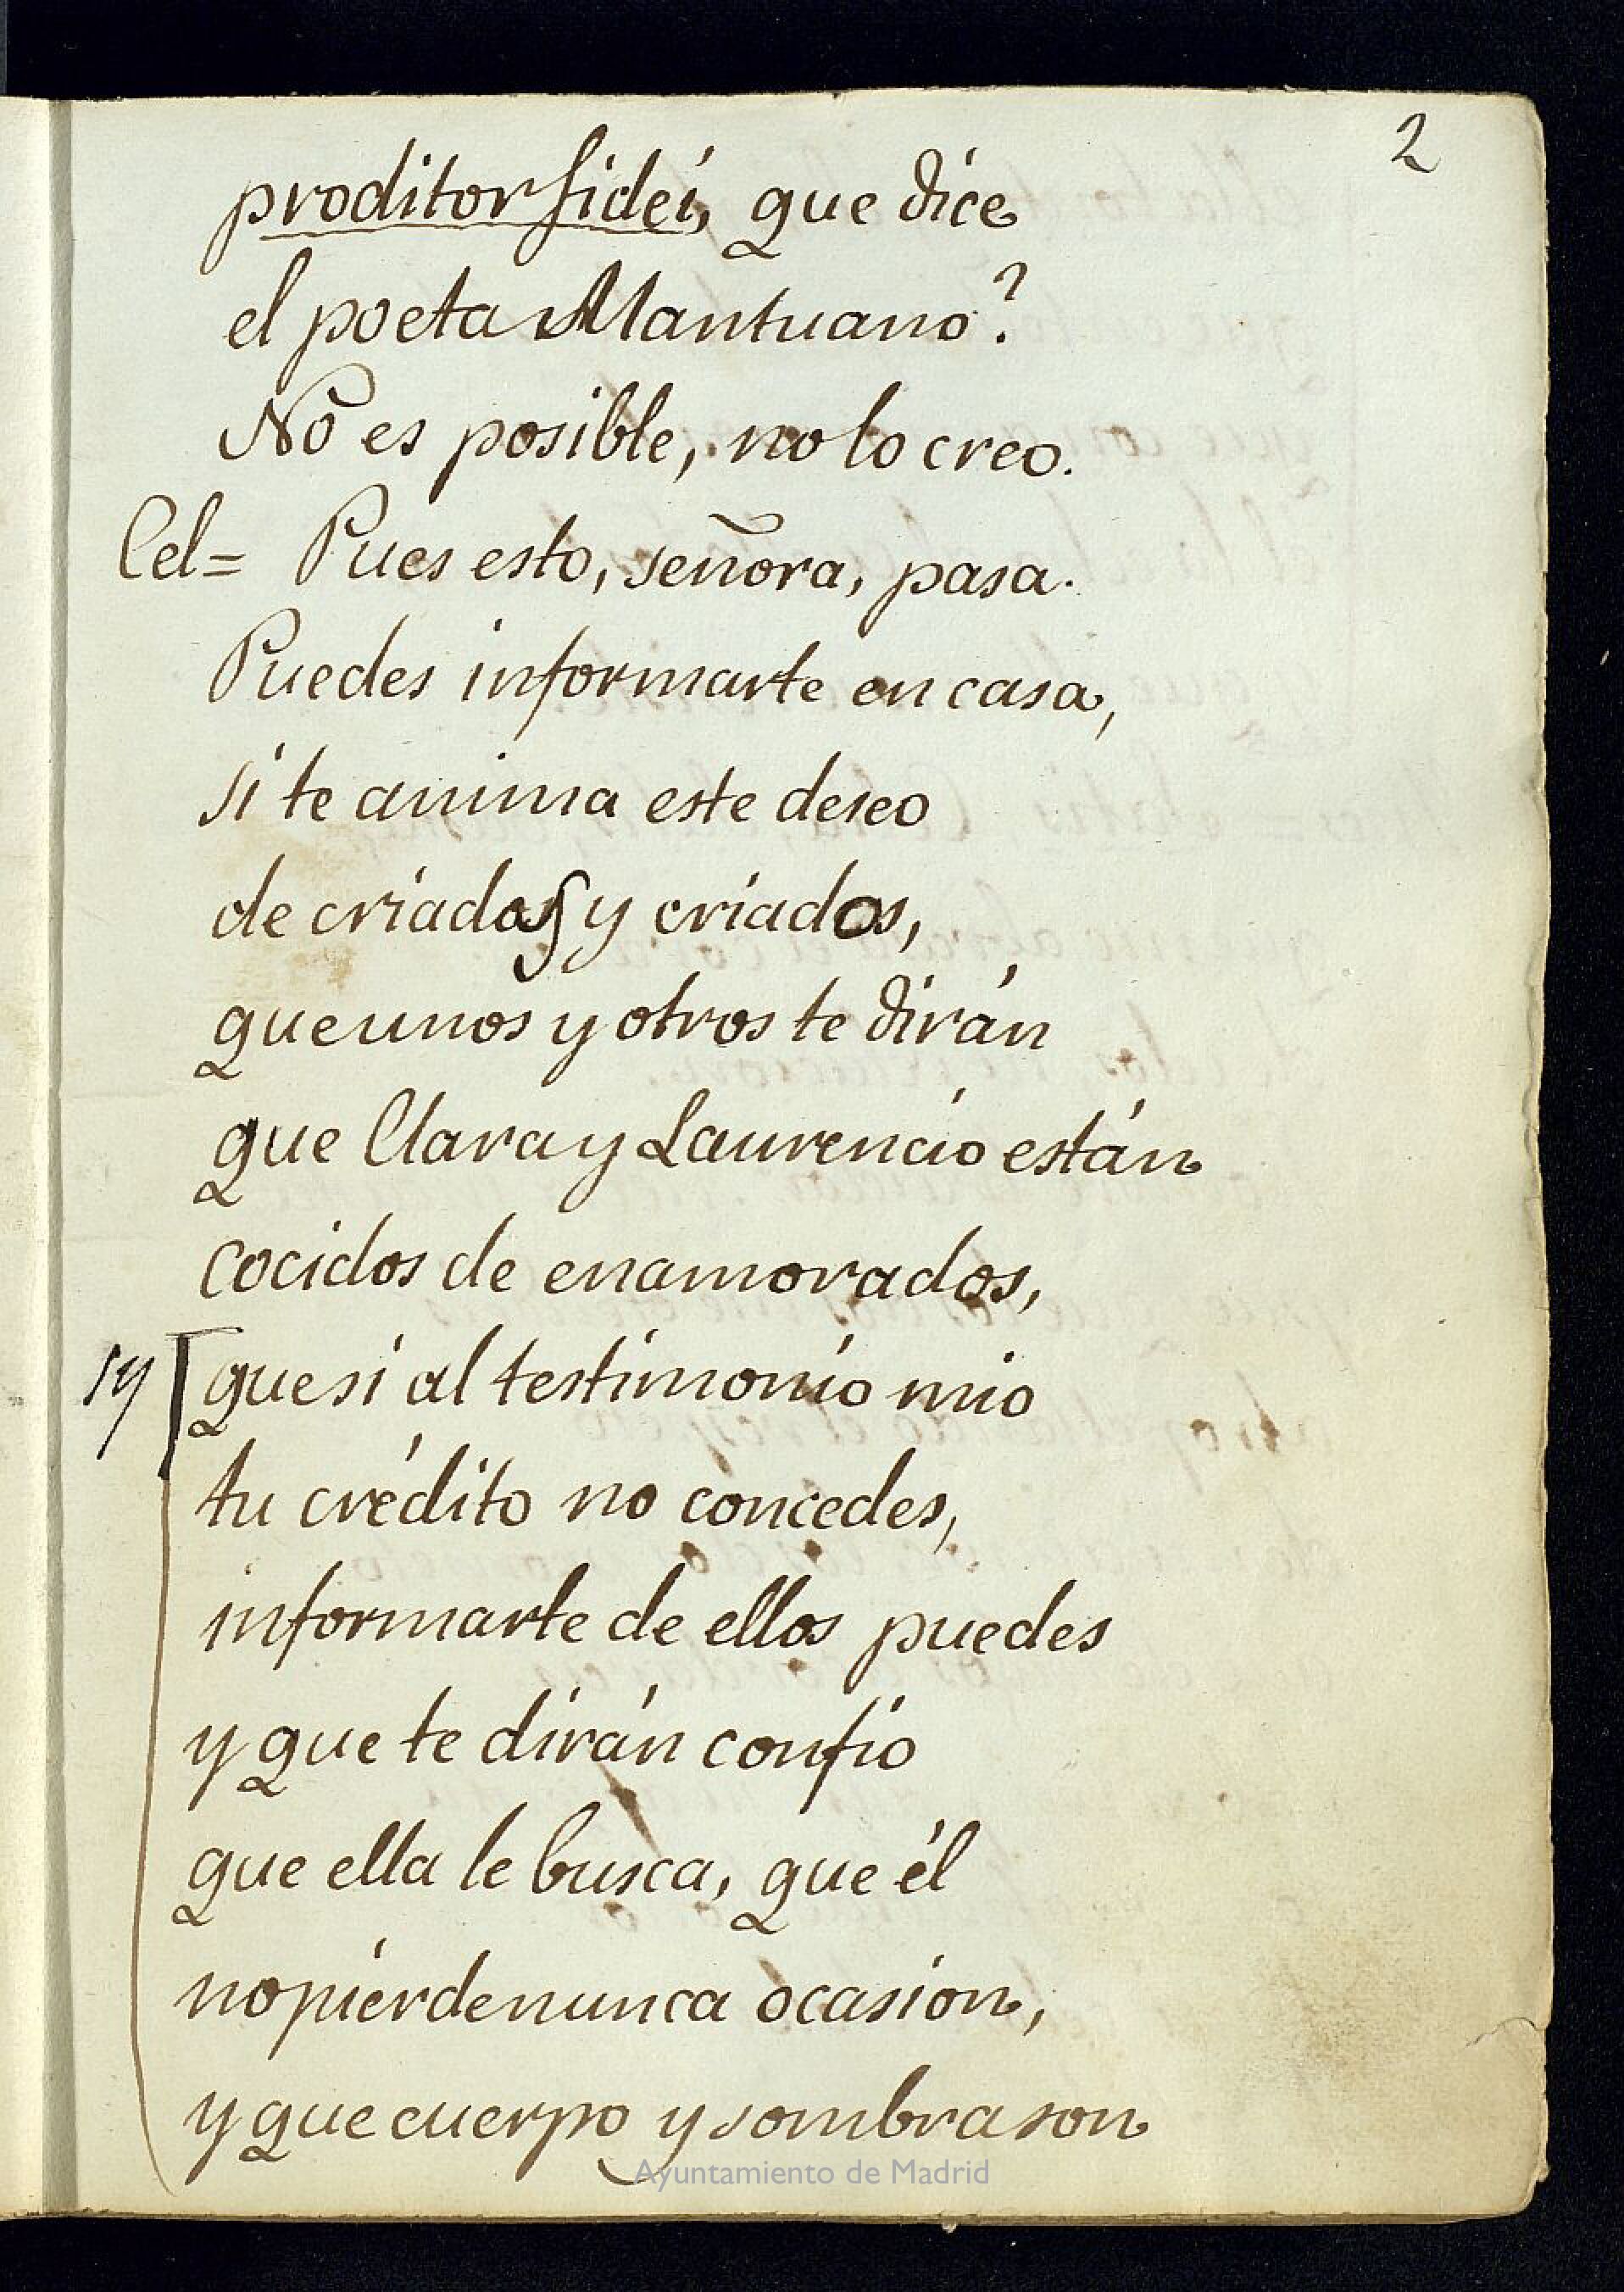 2
proditor fidei, que dice
el poeta Mantuano?
No es posible, no lo creo.
Cel= Pues esto, señora, pasa.
Puedes informarte en casa,
si te anima este deseo
de criadas y criados,
que unos y otros te dirán
que Clara y Laurencio están
cocidos de enamorados,
que si al testimonio mio
tu crédito no concedes,
informarte de ellos puedes
y que te dirán confio
que ella le busca, que él
no pierde nunca ocasion,
y que cuerpo y sombra son
Ayuntamiento de Madrid